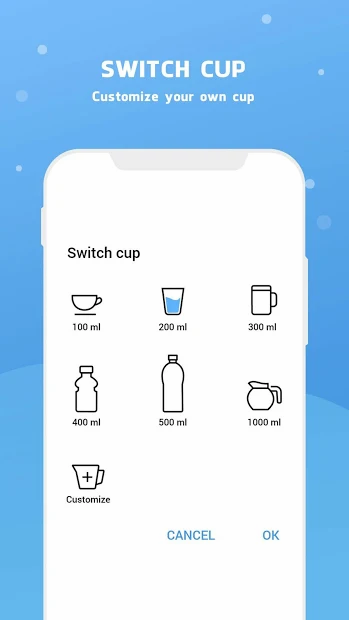 SWITCH CUP
Customize your own cup
Switch cup
100 ml
200 ml
300 ml
400 ml
500 ml
1000 ml
Customize
CANCEL
OK